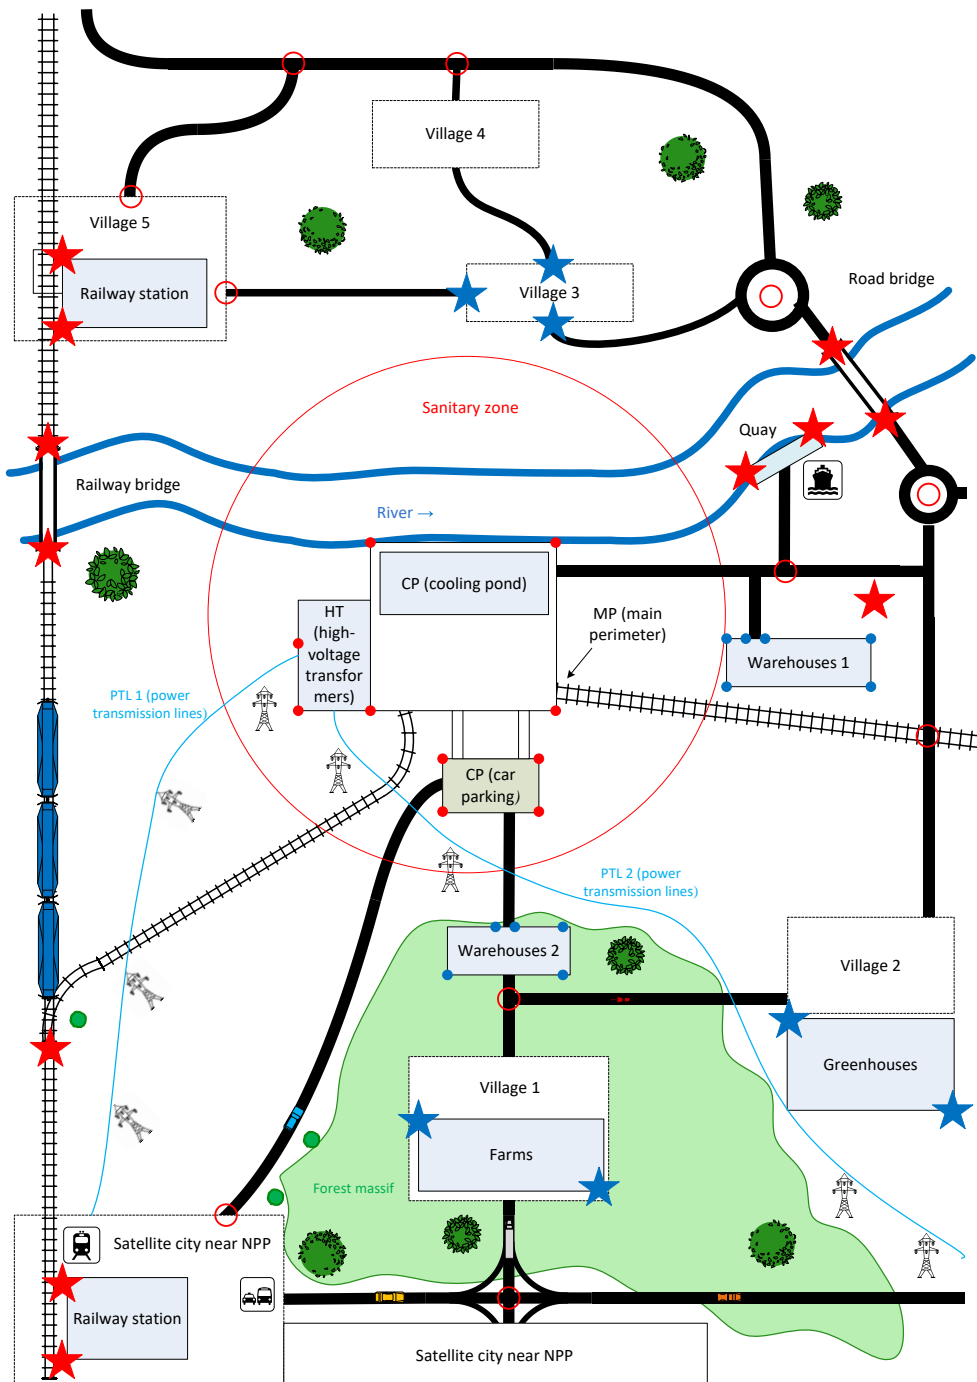 Village 4
Village 5
Railway station
Village 3
Road bridge
Sanitary zone
Quay
Railway bridge
River →
CP (cooling pond)
HT
(high-
voltage
transfor
mers)
MP (main
perimeter)
Warehouses 1
PTL 1 (power
transmission lines)
CP (car
parking)
PTL 2 (power
transmission lines)
Warehouses 2
Village 2
Greenhouses
Village 1
Farms
Forest massif
Satellite city near NPP
Railway station
Satellite city near NPP